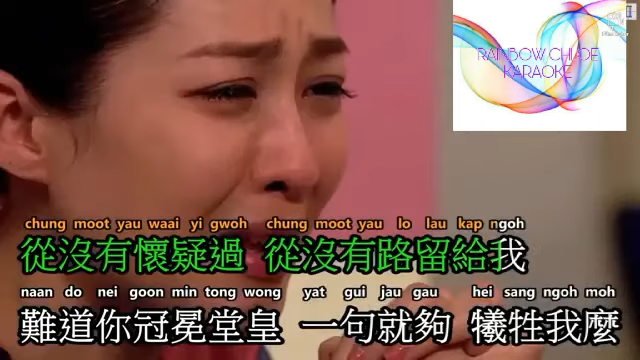 RAINBOW CHLOE
KARAOKE
chung moot yau waai yi gwoh chung moot yau lo lau kap ngoh
從沒有懷疑過 從沒有路留給我
naan do nei goon min tong wong yat gui jau gau hei sang ngoh moh
難道你冠冕堂皇 一句就夠 犧牲我麼